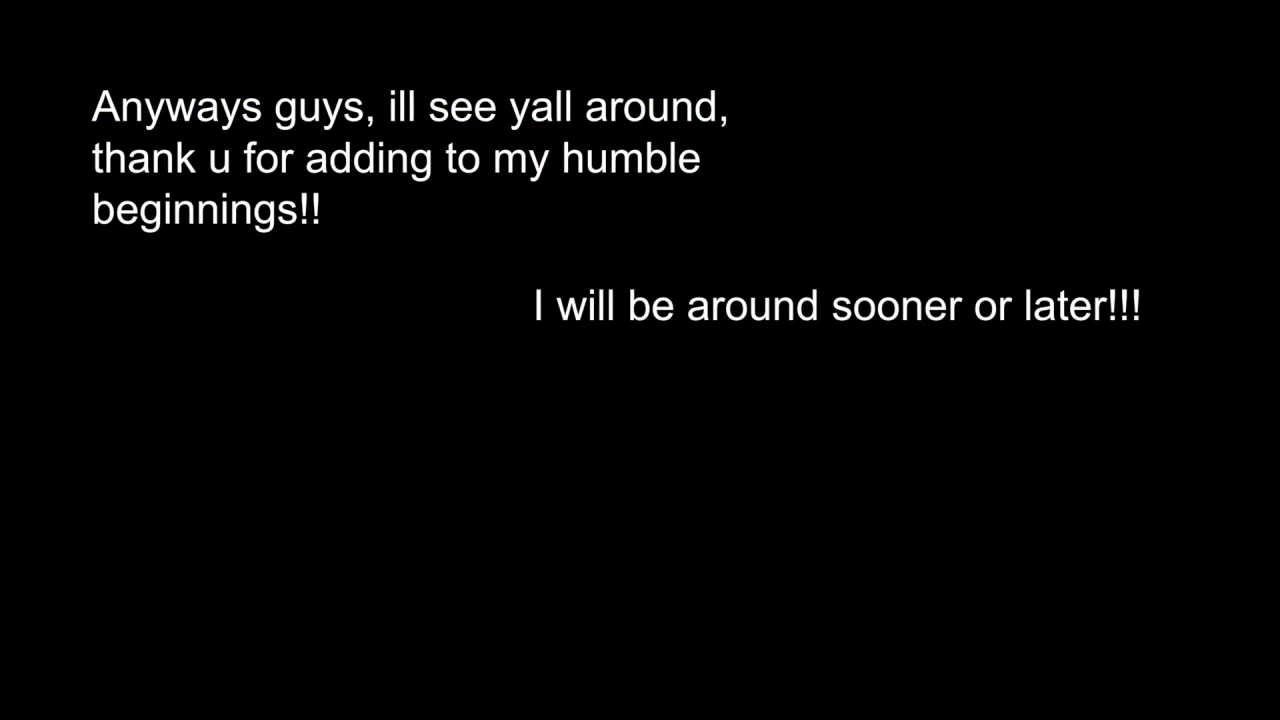 Anyways guys, ill see yall around,
thank u for adding to my humble
beginnings!!
I will be around sooner or later!!!